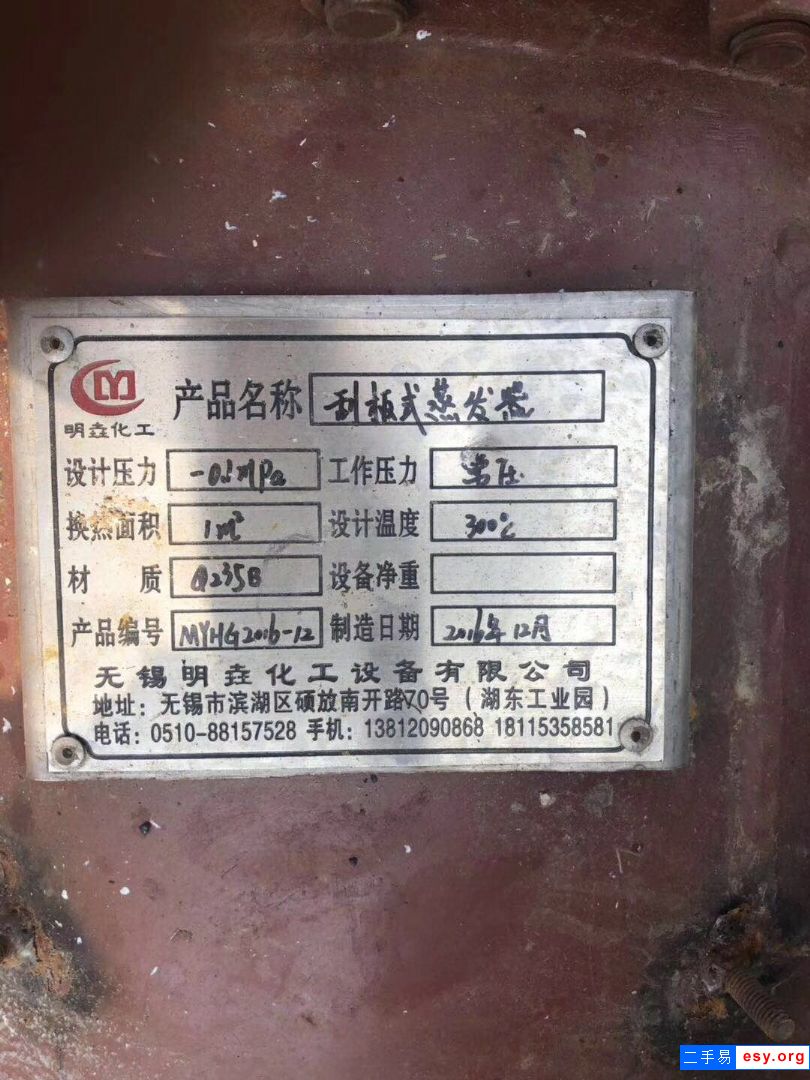 CM
明垚化工
产品名称 刮板式蒸发器
设计压力 -0.1MPa 工作压力 常压
换热面积 1m² 设计温度 300℃
材 质 Q235B 设备净重
产品编号 MYHG2016-12 制造日期 2016年12月
无锡明垚化工设备有限公司
地址：无锡市滨湖区硕放南开路70号（湖东工业园）
电话：0510-88157528 手机：13812090868 18115358581
二手易 esy.org